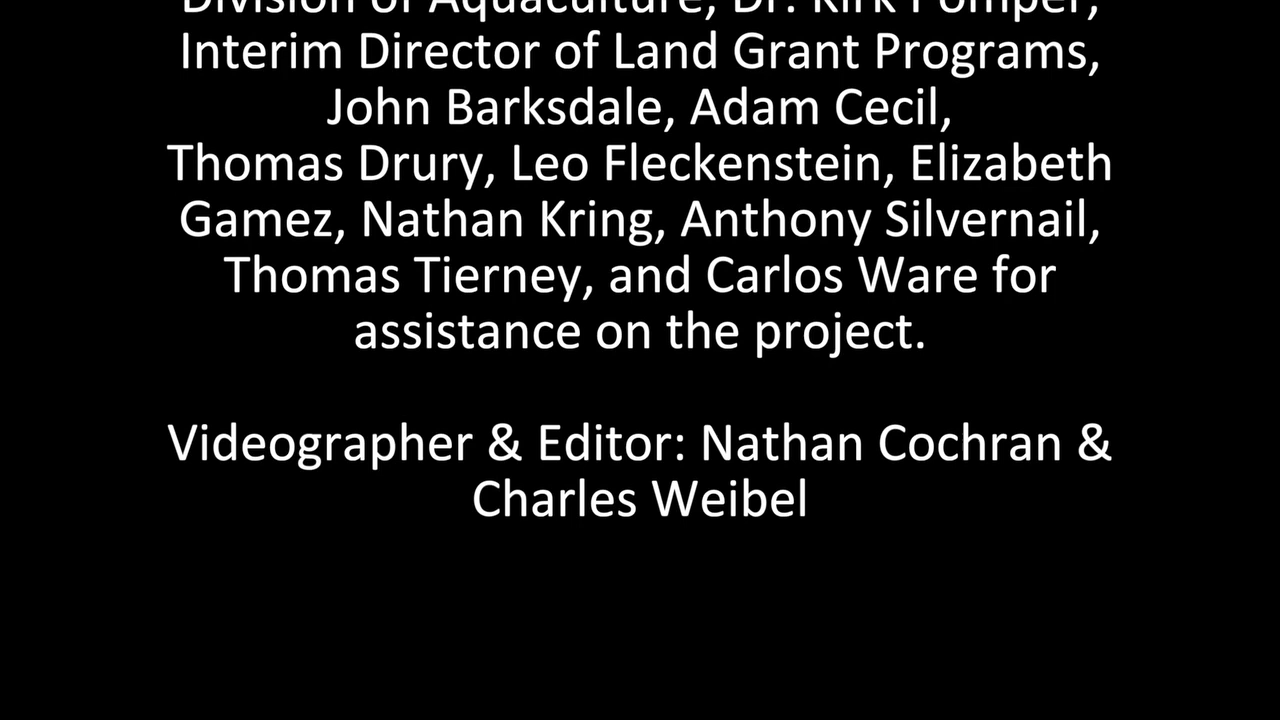 Division of Aquaculture, Dr. Kirk Pomper,
Interim Director of Land Grant Programs,
John Barksdale, Adam Cecil,
Thomas Drury, Leo Fleckenstein, Elizabeth
Gamez, Nathan Kring, Anthony Silvernail,
Thomas Tierney, and Carlos Ware for
assistance on the project.
Videographer & Editor: Nathan Cochran &
Charles Weibel